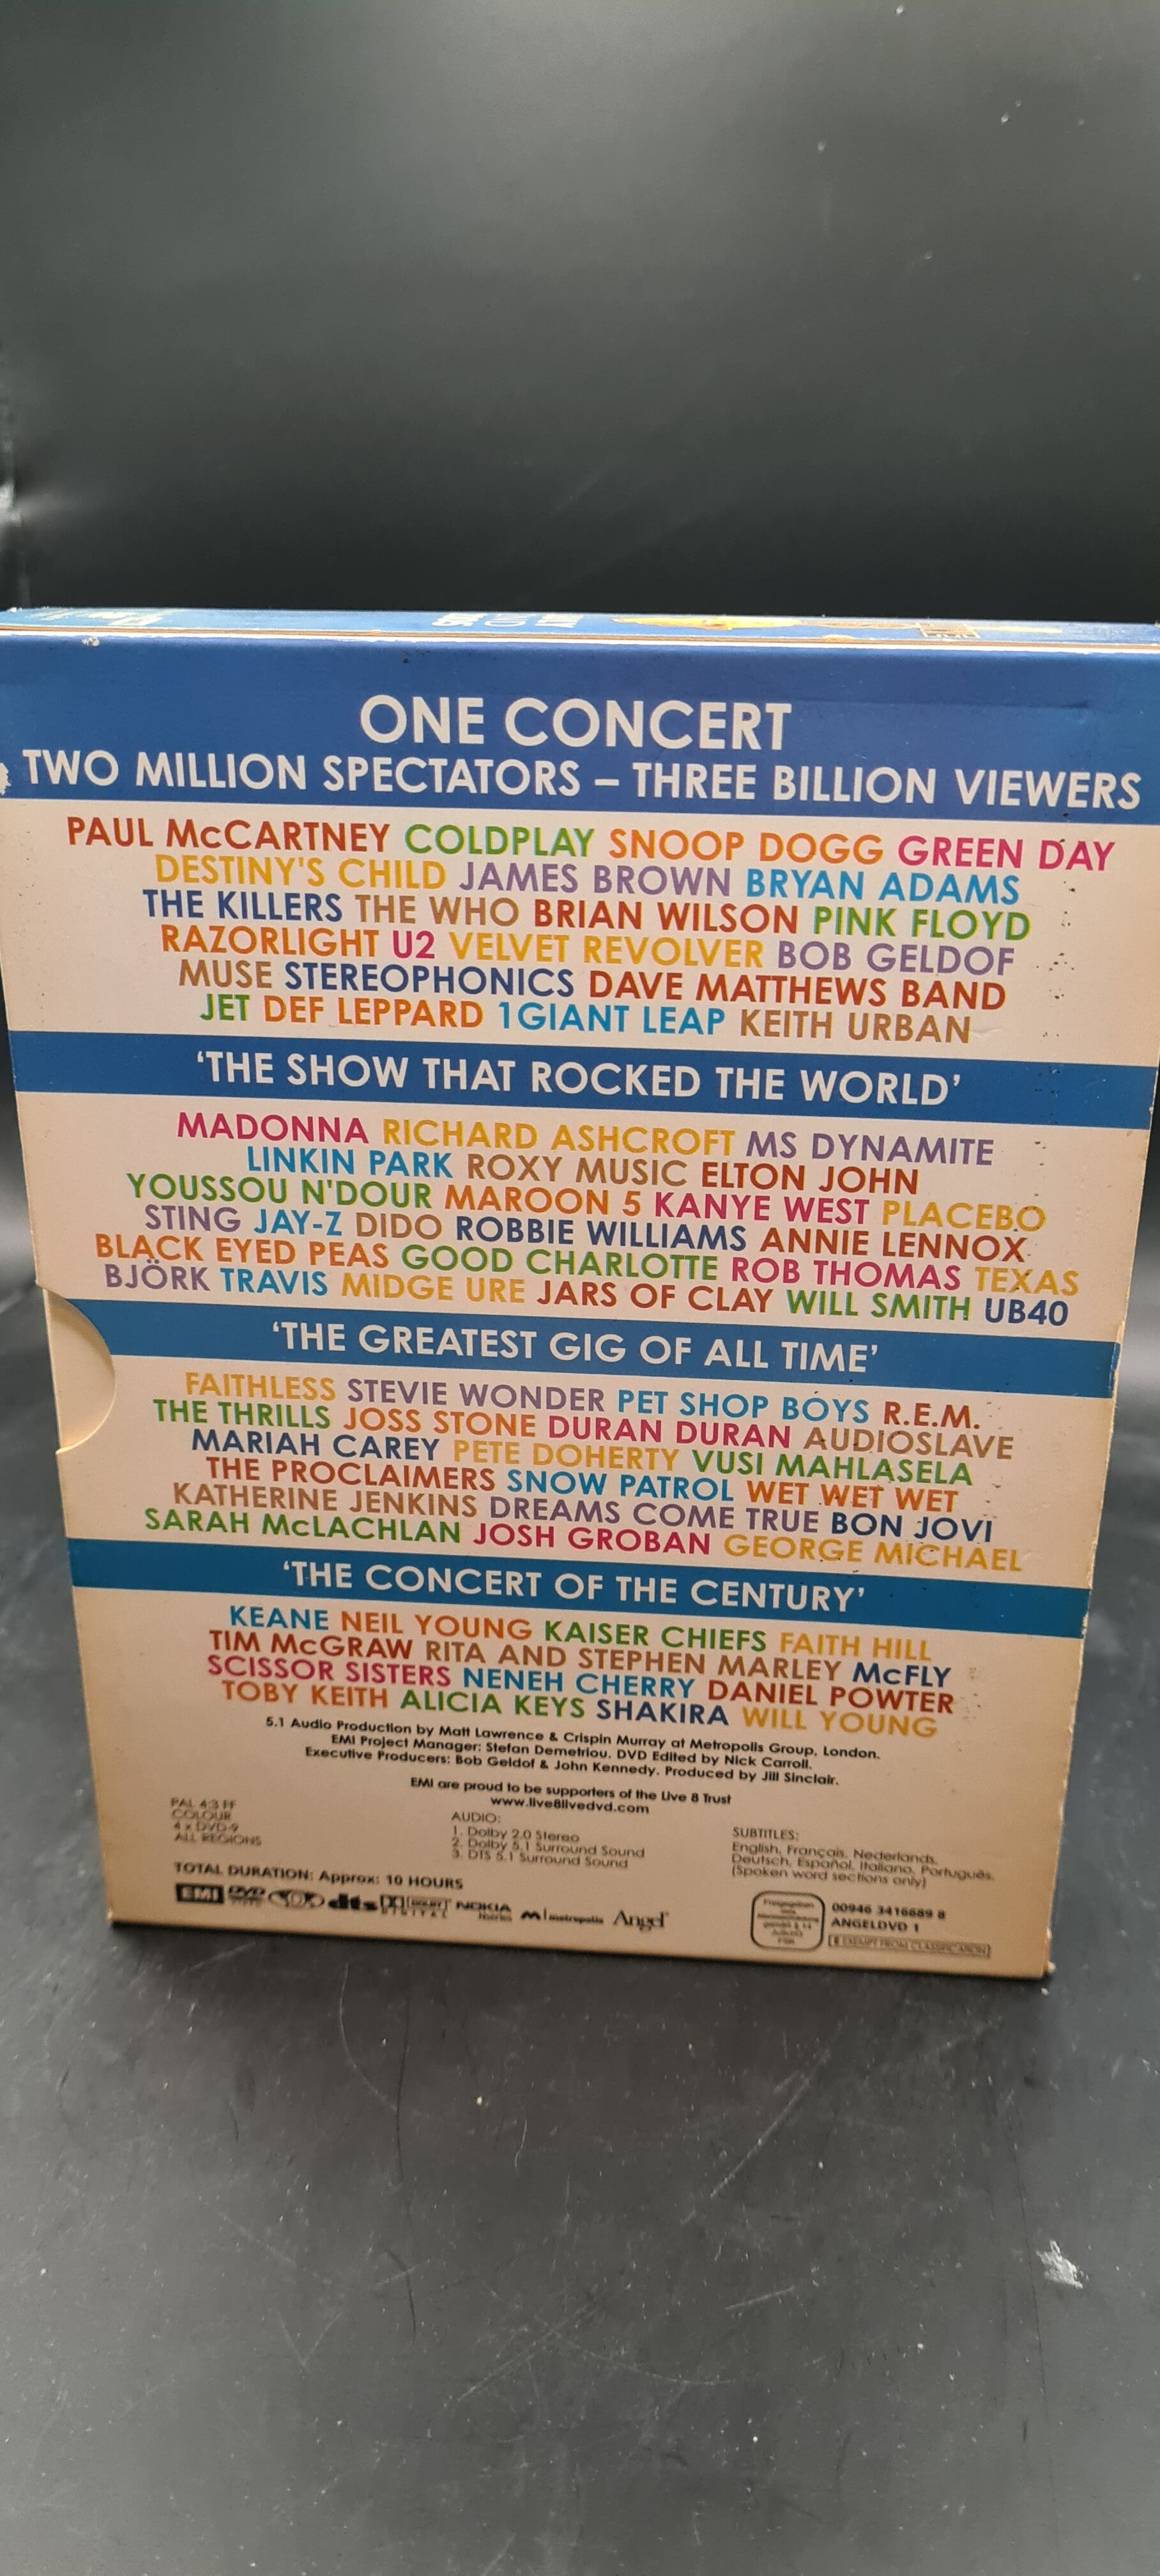 ONE CONCERT
TWO MILLION SPECTATORS – THREE BILLION VIEWERS
PAUL McCARTNEY COLDPLAY SNOOP DOGG GREEN DAY
DESTINY'S CHILD JAMES BROWN BRYAN ADAMS
THE KILLERS THE WHO BRIAN WILSON PINK FLOYD
RAZORLIGHT U2 VELVET REVOLVER BOB GELDOF
MUSE STEREOPHONICS DAVE MATTHEWS BAND
JET DEF LEPPARD 1GIANT LEAP KEITH URBAN
‘THE SHOW THAT ROCKED THE WORLD’
MADONNA RICHARD ASHCROFT MS DYNAMITE
LINKIN PARK ROXY MUSIC ELTON JOHN
YOUSSOU N'DOUR MAROON 5 KANYE WEST PLACEBO
STING JAY-Z DIDO ROBBIE WILLIAMS ANNIE LENNOX
BLACK EYED PEAS GOOD CHARLOTTE ROB THOMAS TEXAS
BJÖRK TRAVIS MIDGE URE JARS OF CLAY WILL SMITH UB40
‘THE GREATEST GIG OF ALL TIME’
FAITHLESS STEVIE WONDER PET SHOP BOYS R.E.M.
THE THRILLS JOSS STONE DURAN DURAN AUDIOSLAVE
MARIAH CAREY PETE DOHERTY VUSI MAHLASELA
THE PROCLAIMERS SNOW PATROL WET WET WET
KATHERINE JENKINS DREAMS COME TRUE BON JOVI
SARAH McLACHLAN JOSH GROBAN GEORGE MICHAEL
‘THE CONCERT OF THE CENTURY’
KEANE NEIL YOUNG KAISER CHIEFS FAITH HILL
TIM McGRAW RITA AND STEPHEN MARLEY McFLY
SCISSOR SISTERS NENEH CHERRY DANIEL POWTER
TOBY KEITH ALICIA KEYS SHAKIRA WILL YOUNG
5.1 Audio Production by Matt Lawrence & Crispin Murray at Metropolis Group, London.
EMI Project Manager: Stefan Demetriou. DVD Edited by Nick Carroll.
Executive Producers: Bob Geldof & John Kennedy. Produced by Jill Sinclair.
EMI are proud to be supporters of the Live 8 Trust
www.live8livedvd.com
PAL 4:3 FF
COLOUR
4 x DVD-9
ALL REGIONS
AUDIO:
1. Dolby 2.0 Stereo
2. Dolby 5.1 Surround Sound
3. DTS 5.1 Surround Sound
SUBTITLES:
English, Français, Nederlands,
Deutsch, Español, Italiano, Português.
(Spoken word sections only)
TOTAL DURATION: Approx: 10 HOURS
EMI DVD VIDEO dts DOLBY DIGITAL NOKIA metropolis Angel
00946 3416689 8
ANGELDVD 1
E EXEMPT FROM CLASSIFICATION